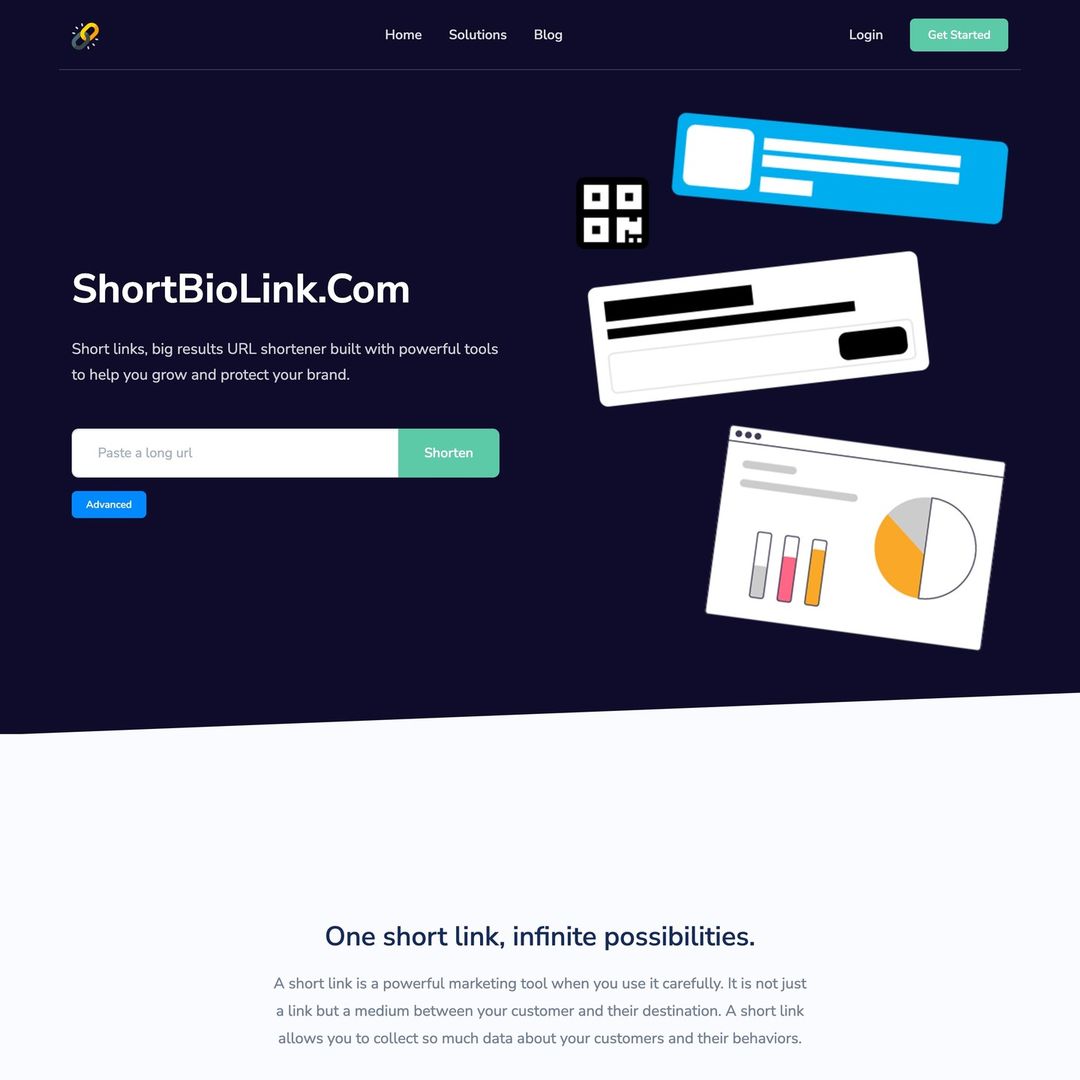 Home Solutions Blog Login Get Started
ShortBioLink.Com
Short links, big results URL shortener built with powerful tools
to help you grow and protect your brand.
Paste a long url Shorten
Advanced
One short link, infinite possibilities.
A short link is a powerful marketing tool when you use it carefully. It is not just
a link but a medium between your customer and their destination. A short link
allows you to collect so much data about your customers and their behaviors.